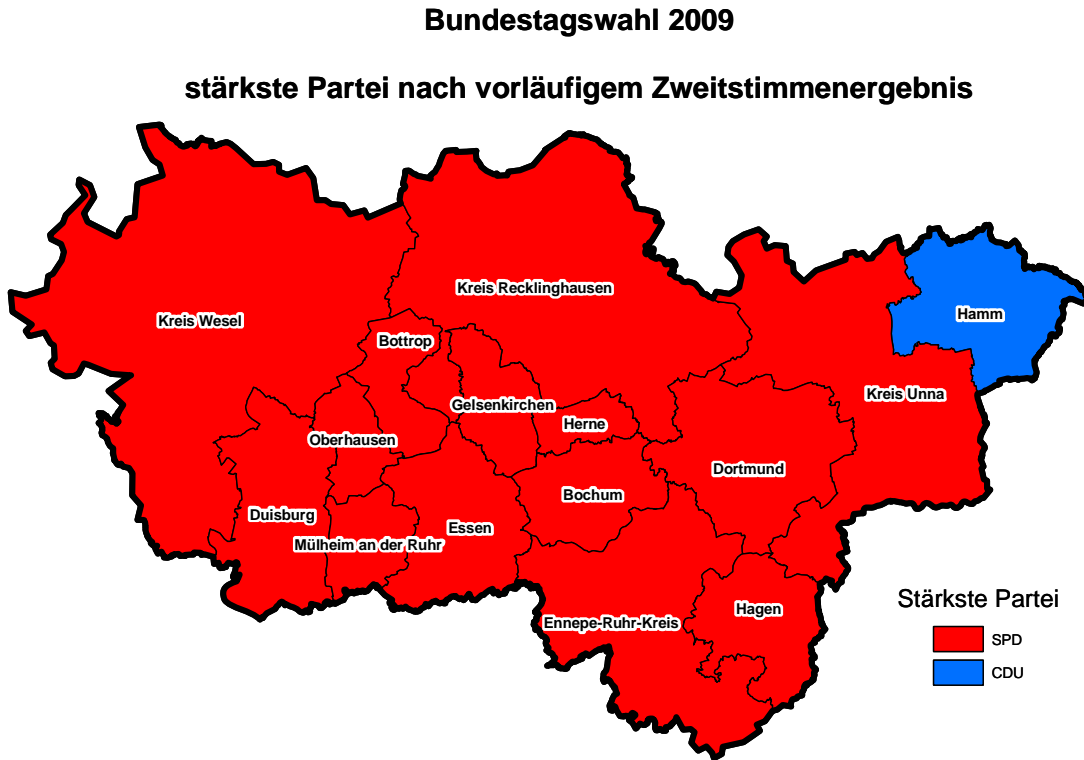 Bundestagswahl 2009
stärkste Partei nach vorläufigem Zweitstimmenergebnis
Kreis Recklinghausen
Hamm
Kreis Wesel
Bottrop
Kreis Unna
Gelsenkirchen
Herne
Oberhausen
Dortmund
Bochum
Duisburg
Essen
Mülheim an der Ruhr
Hagen
Ennepe-Ruhr-Kreis
Stärkste Partei
SPD
CDU